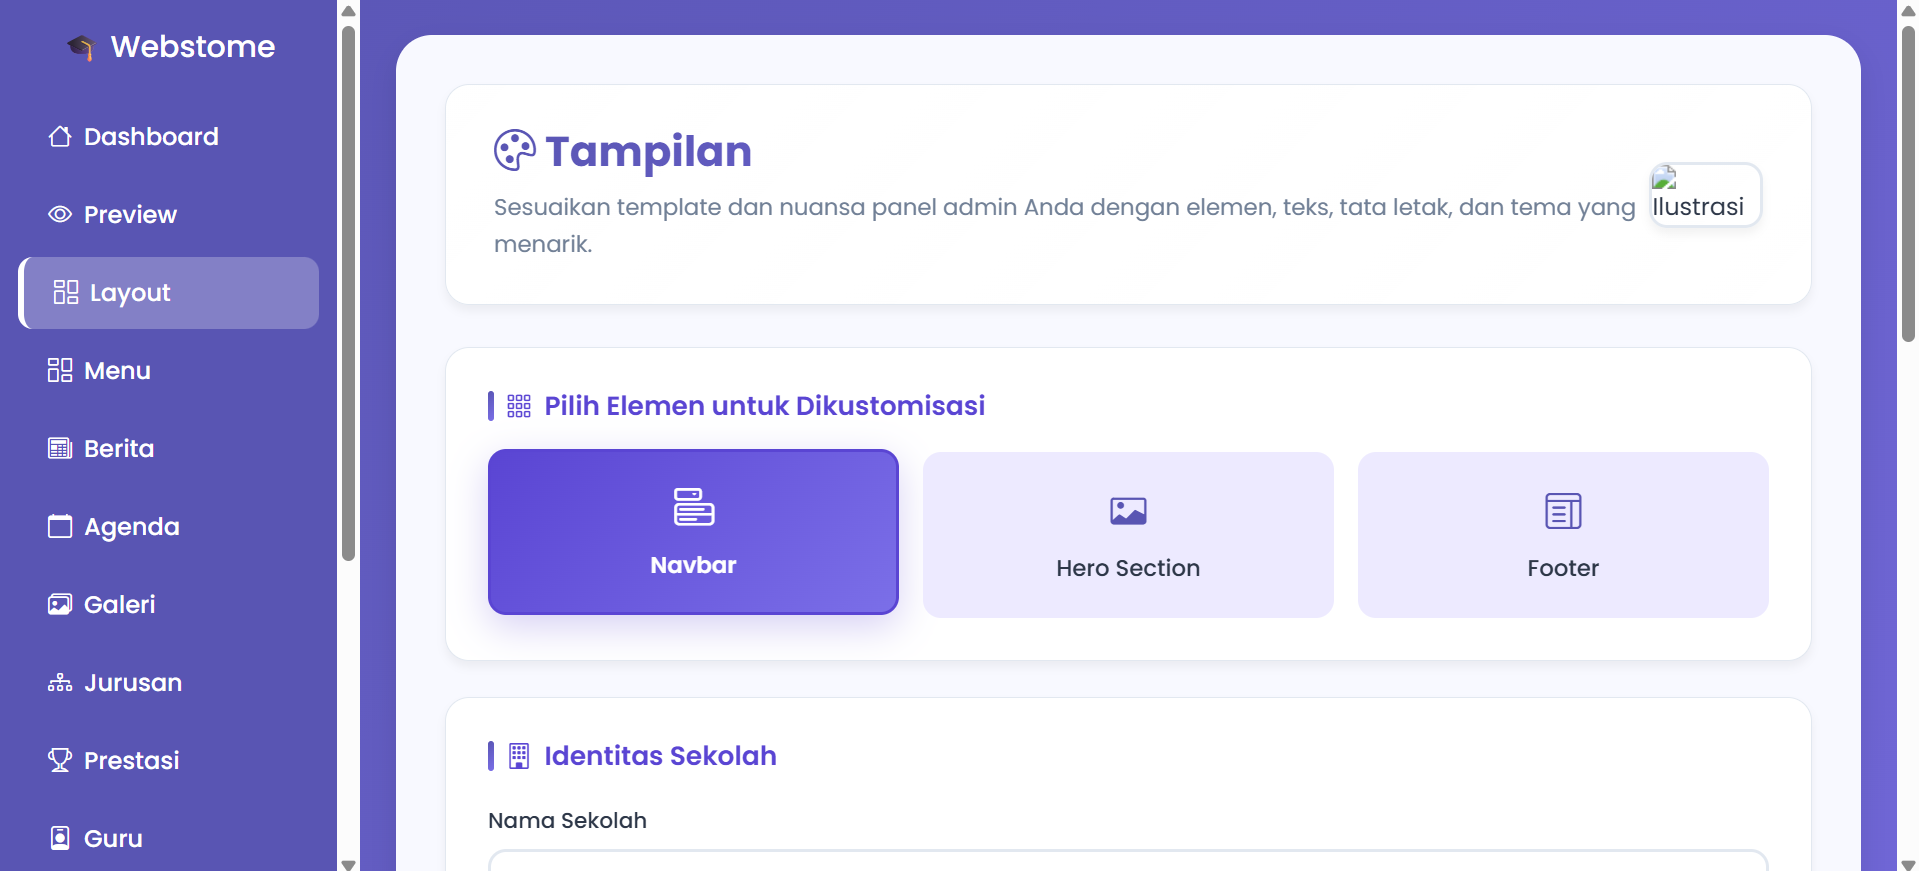 Webstome
Dashboard
Preview
Layout
Menu
Berita
Agenda
Galeri
Jurusan
Prestasi
Guru
Tampilan
Sesuaikan template dan nuansa panel admin Anda dengan elemen, teks, tata letak, dan tema yang
menarik.
Ilustrasi
Pilih Elemen untuk Dikustomisasi
Navbar
Hero Section
Footer
Identitas Sekolah
Nama Sekolah